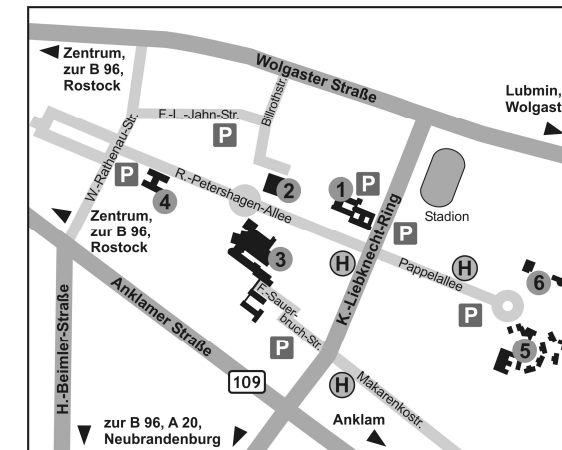 Zentrum,
zur B 96,
Rostock
Wolgaster Straße
Lubmin,
Wolgast
F.-L.-Jahn-Str.
Billrothstr.
P
W.-Rathenau-Str.
P
R.-Petershagen-Allee
4
2
1
P
Stadion
Zentrum,
zur B 96,
Rostock
3
H
P
K.-Liebknecht-Ring
Pappelallee
H
6
P
5
F.-Sauer-
bruch-Str.
H.-Beimler-Straße
Anklamer Straße
P
109
H
Makarenkostr.
zur B 96, A 20,
Neubrandenburg
Anklam